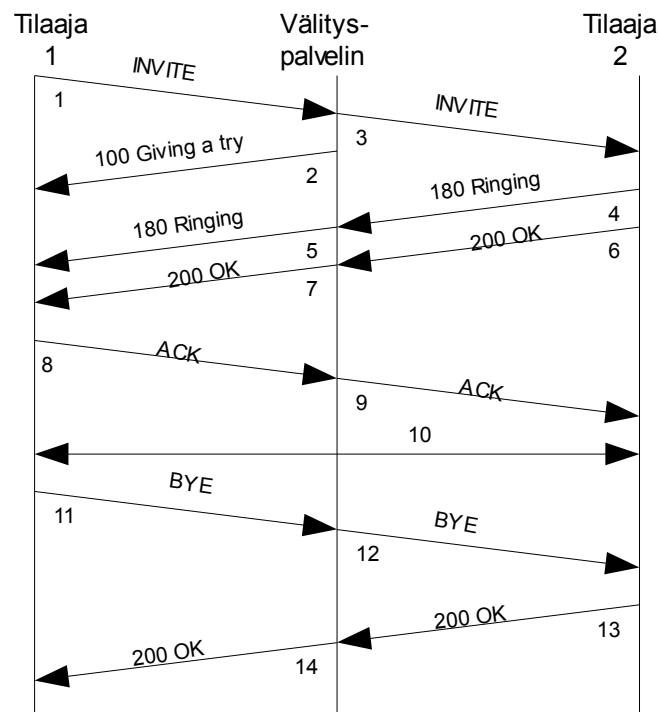 Tilaaja
1
Välitys-
palvelin
Tilaaja
2
INVITE
1
INVITE
3
100 Giving a try
2
180 Ringing
4
180 Ringing
5
200 OK
6
200 OK
7
ACK
8
ACK
9
10
BYE
11
BYE
12
200 OK
13
200 OK
14